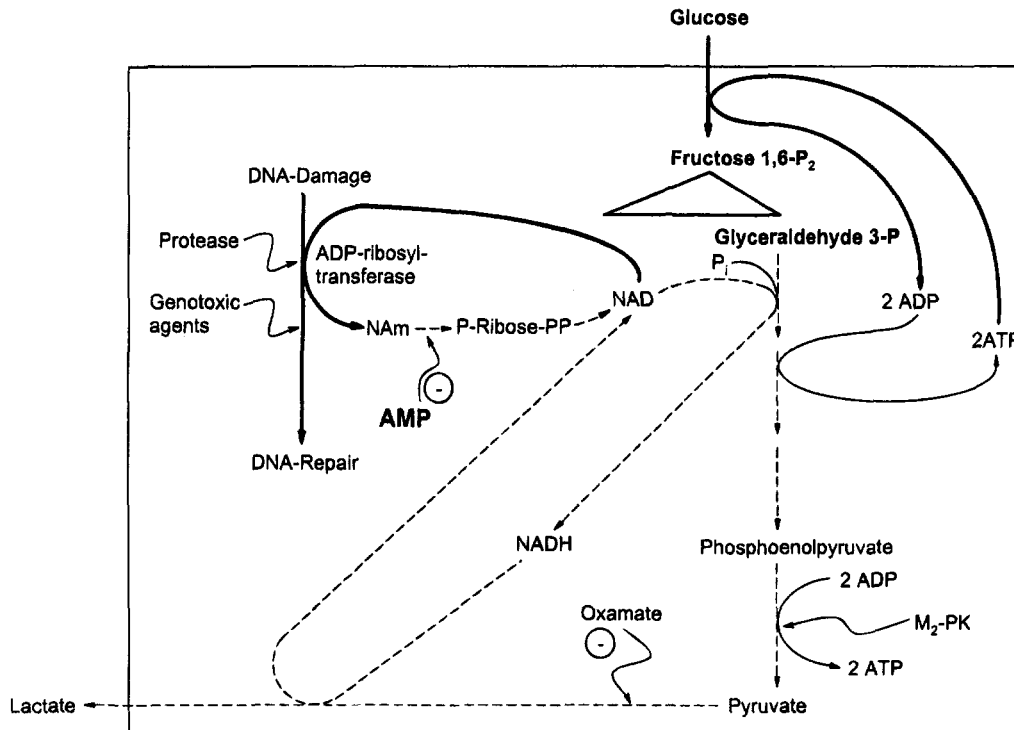 Glucose
Fructose 1,6-P₂
DNA-Damage
Glyceraldehyde 3-P
Protease
ADP-ribosyl-
transferase
Pi
Genotoxic
agents
NAD
2 ADP
NAm
P-Ribose-PP
2ATP
-
AMP
DNA-Repair
NADH
Phosphoenolpyruvate
2 ADP
Oxamate
-
M₂-PK
2 ATP
Lactate
Pyruvate